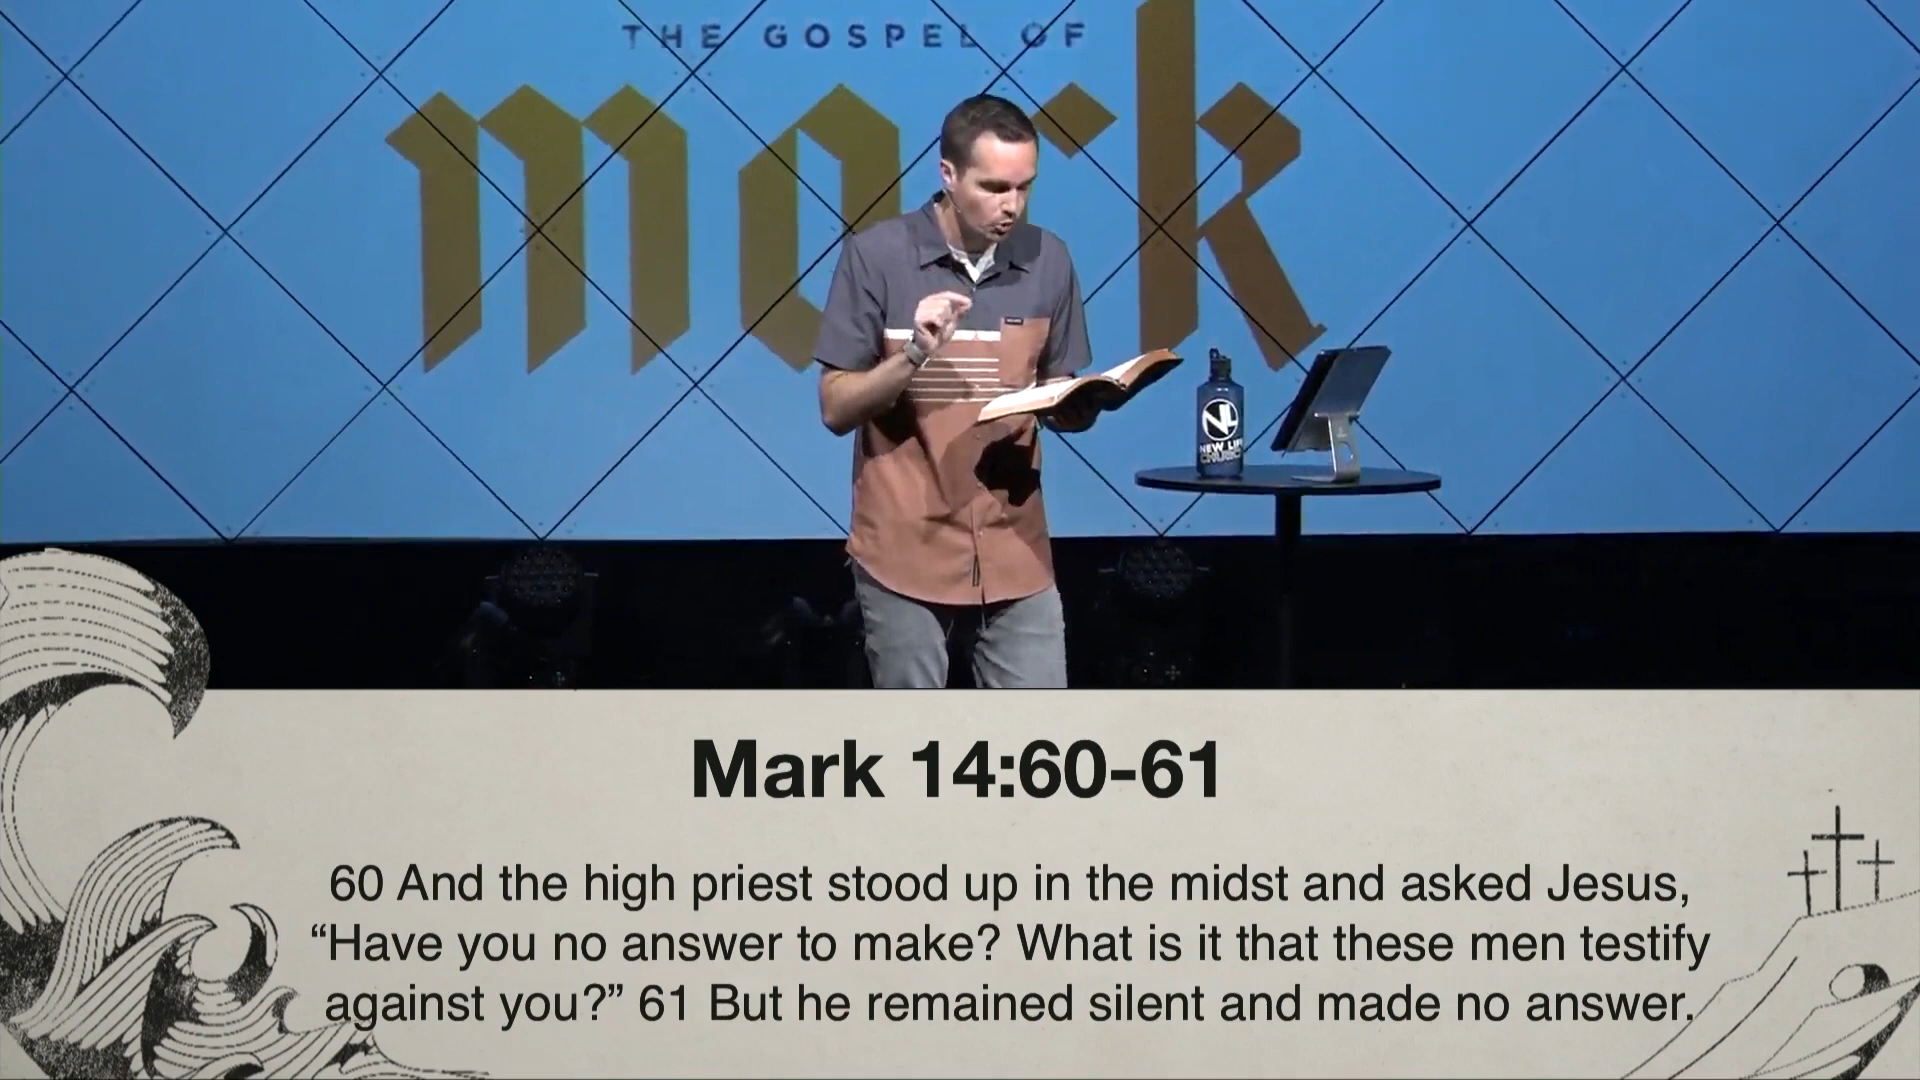 THE GOSPEL OF
mark
NL
NEW LIFE
CHURCH
Mark 14:60-61
60 And the high priest stood up in the midst and asked Jesus,
“Have you no answer to make? What is it that these men testify
against you?” 61 But he remained silent and made no answer.